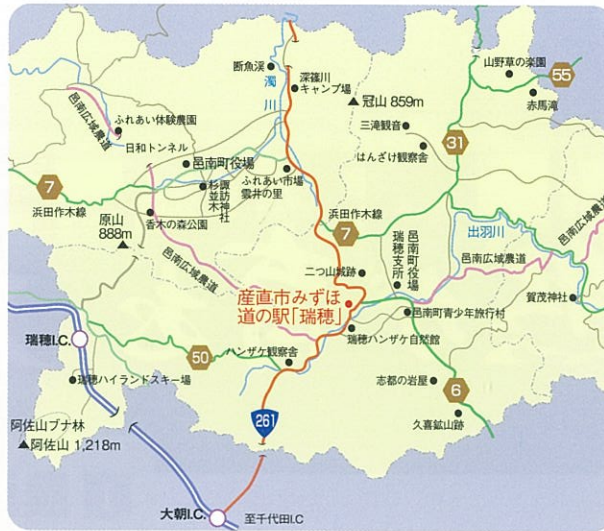 断魚渓
深篠川
キャンプ場
濁川
冠山 859m
山野草の楽園
55
赤馬滝
三滝観音
はんざけ観察舎
31
邑南広域農道
ふれあい体験農園
日和トンネル
邑南町役場
7
浜田作木線
諏訪神社
杉並木
ふれあい市場
雲井の里
香木の森公園
原山
888m
浜田作木線
7
出羽川
邑南町役場
瑞穂支所
邑南広域農道
邑南広域農道
二つ山城跡
邑南広域農道
産直市みずほ
道の駅「瑞穂」
賀茂神社
邑南町青少年旅行村
瑞穂ハンザケ自然館
瑞穂I.C.
50
ハンザケ観察舎
瑞穂ハイランドスキー場
志都の岩屋
6
久喜鉱山跡
261
阿佐山ブナ林
阿佐山 1,218m
大朝I.C.
至千代田I.C